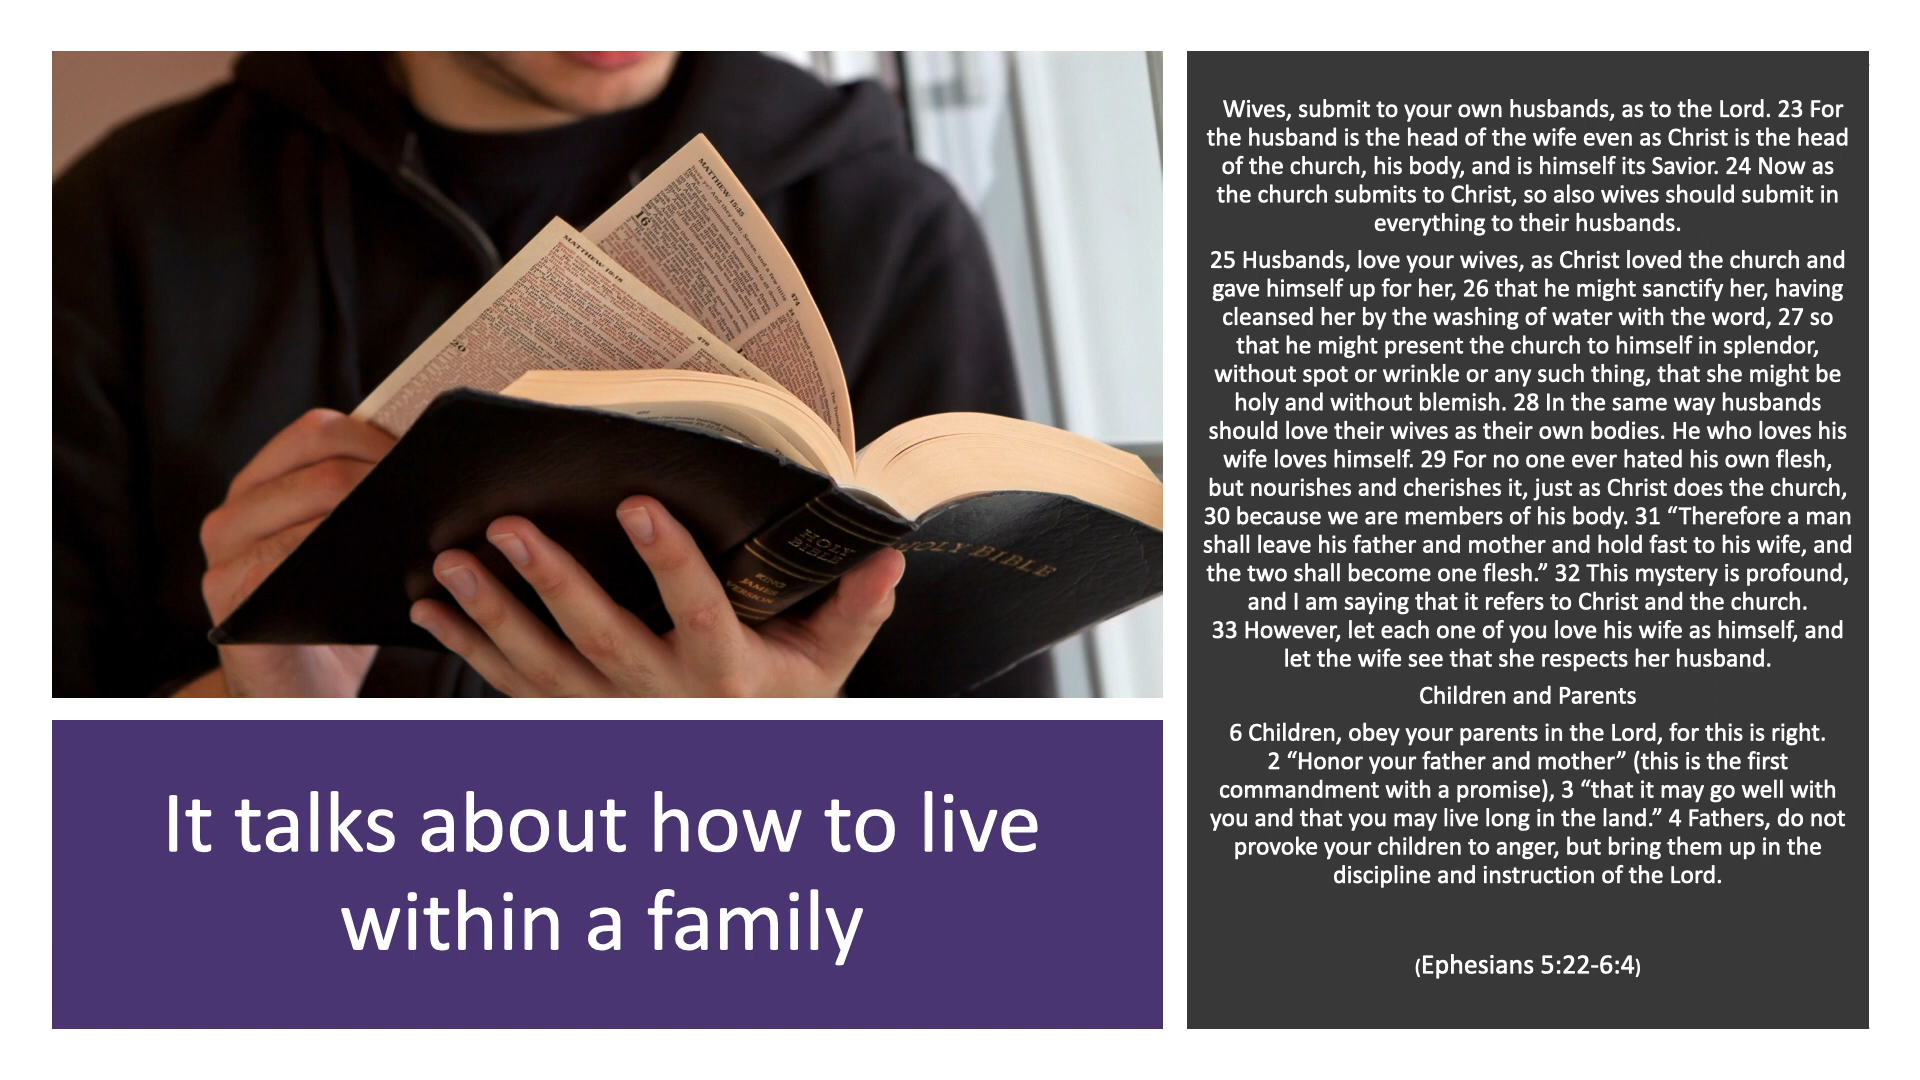 MATTHEW 15:35
16
474
MATTHEW
20
HOLY
BIBLE
KING
JAMES
VERSION
HOLY BIBLE
It talks about how to live
within a family
Wives, submit to your own husbands, as to the Lord. 23 For
the husband is the head of the wife even as Christ is the head
of the church, his body, and is himself its Savior. 24 Now as
the church submits to Christ, so also wives should submit in
everything to their husbands.
25 Husbands, love your wives, as Christ loved the church and
gave himself up for her, 26 that he might sanctify her, having
cleansed her by the washing of water with the word, 27 so
that he might present the church to himself in splendor,
without spot or wrinkle or any such thing, that she might be
holy and without blemish. 28 In the same way husbands
should love their wives as their own bodies. He who loves his
wife loves himself. 29 For no one ever hated his own flesh,
but nourishes and cherishes it, just as Christ does the church,
30 because we are members of his body. 31 “Therefore a man
shall leave his father and mother and hold fast to his wife, and
the two shall become one flesh.” 32 This mystery is profound,
and I am saying that it refers to Christ and the church.
33 However, let each one of you love his wife as himself, and
let the wife see that she respects her husband.
Children and Parents
6 Children, obey your parents in the Lord, for this is right.
2 “Honor your father and mother” (this is the first
commandment with a promise), 3 “that it may go well with
you and that you may live long in the land.” 4 Fathers, do not
provoke your children to anger, but bring them up in the
discipline and instruction of the Lord.
(Ephesians 5:22-6:4)